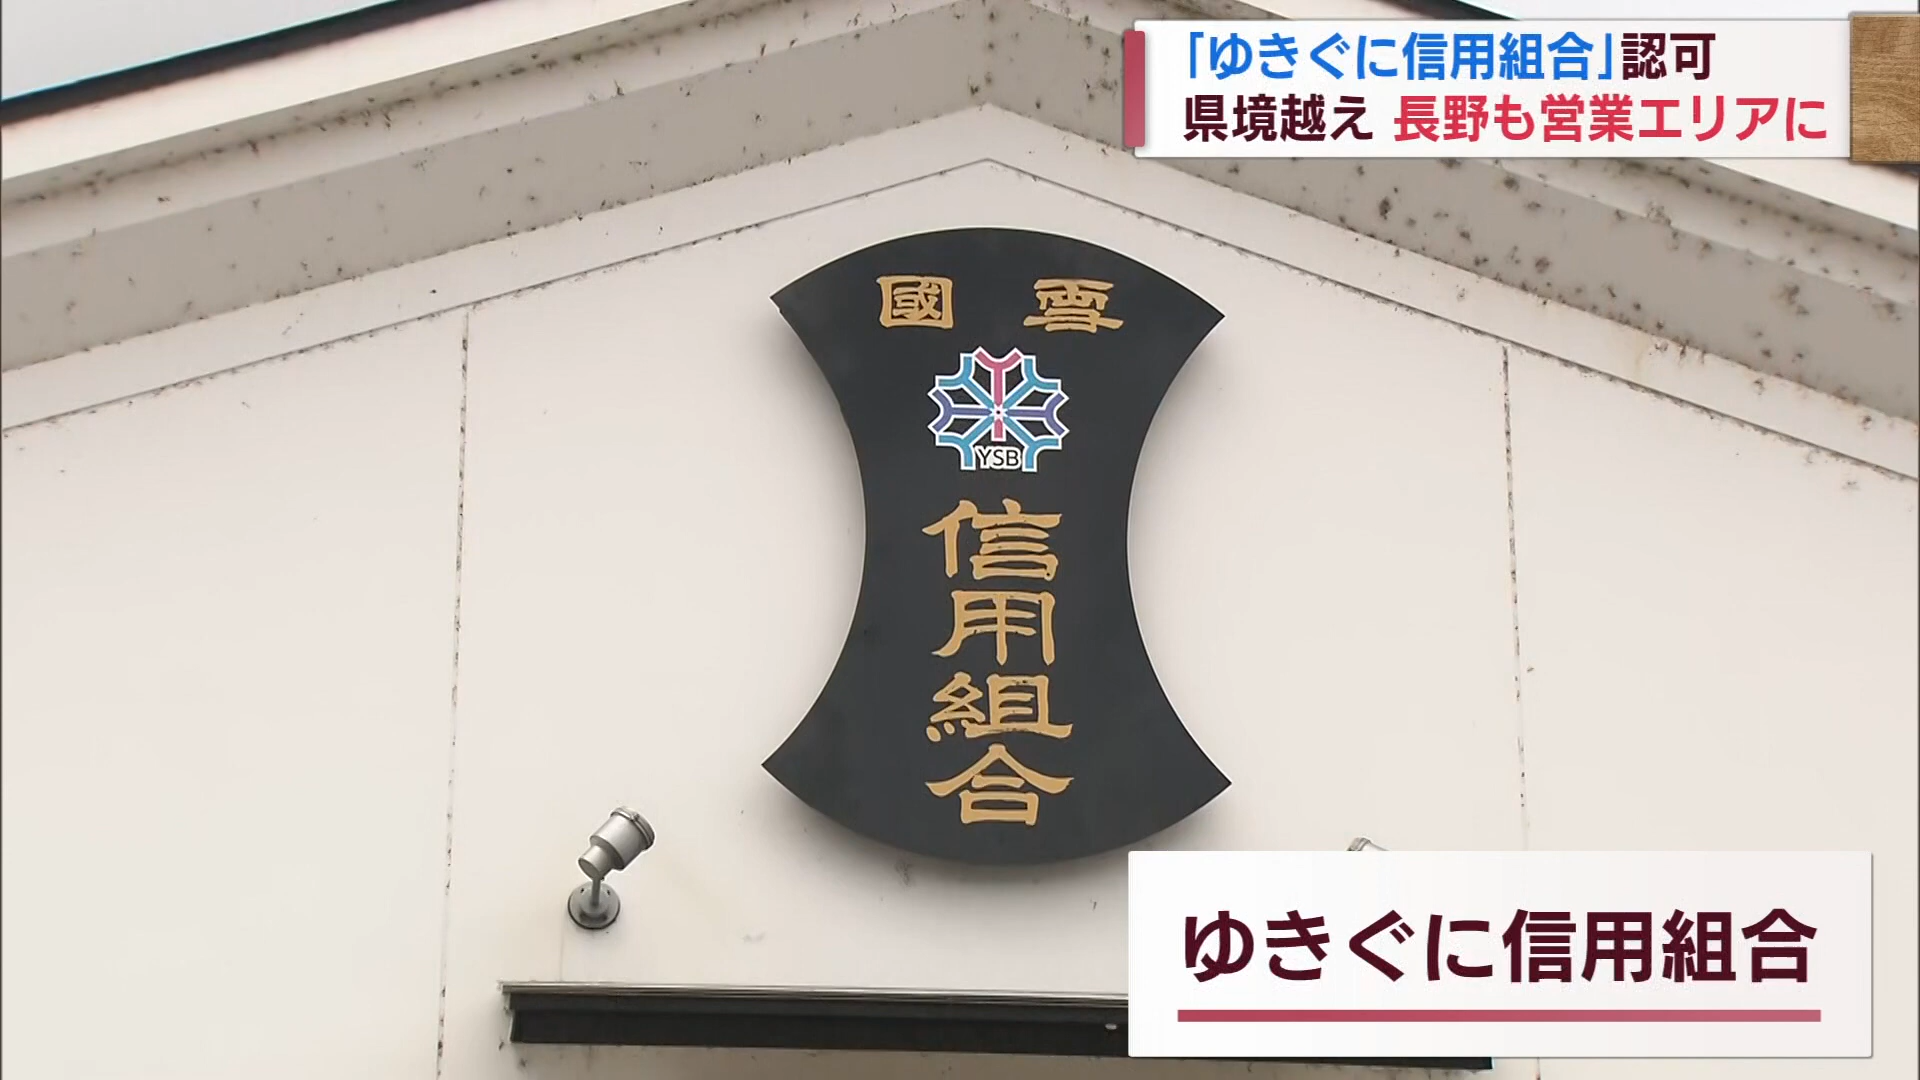 「ゆきぐに信用組合」認可
県境越え 長野も営業エリアに
雪國
YSB
信用組合
ゆきぐに信用組合